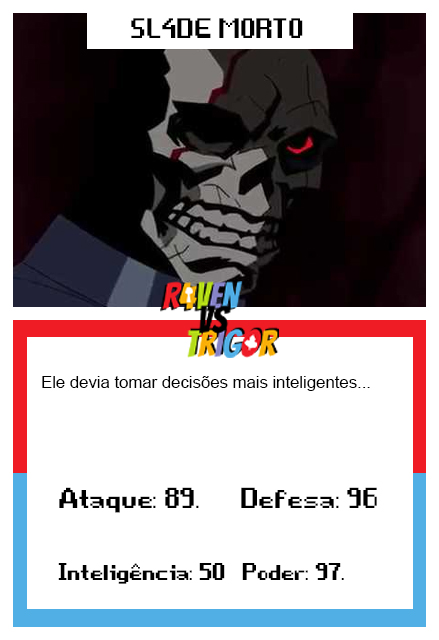 SL4DE MORTO
R4VEN
VS
TRIGOR
Ele devia tomar decisões mais inteligentes...
Ataque: 89. Defesa: 96
Inteligência: 50 Poder: 97.